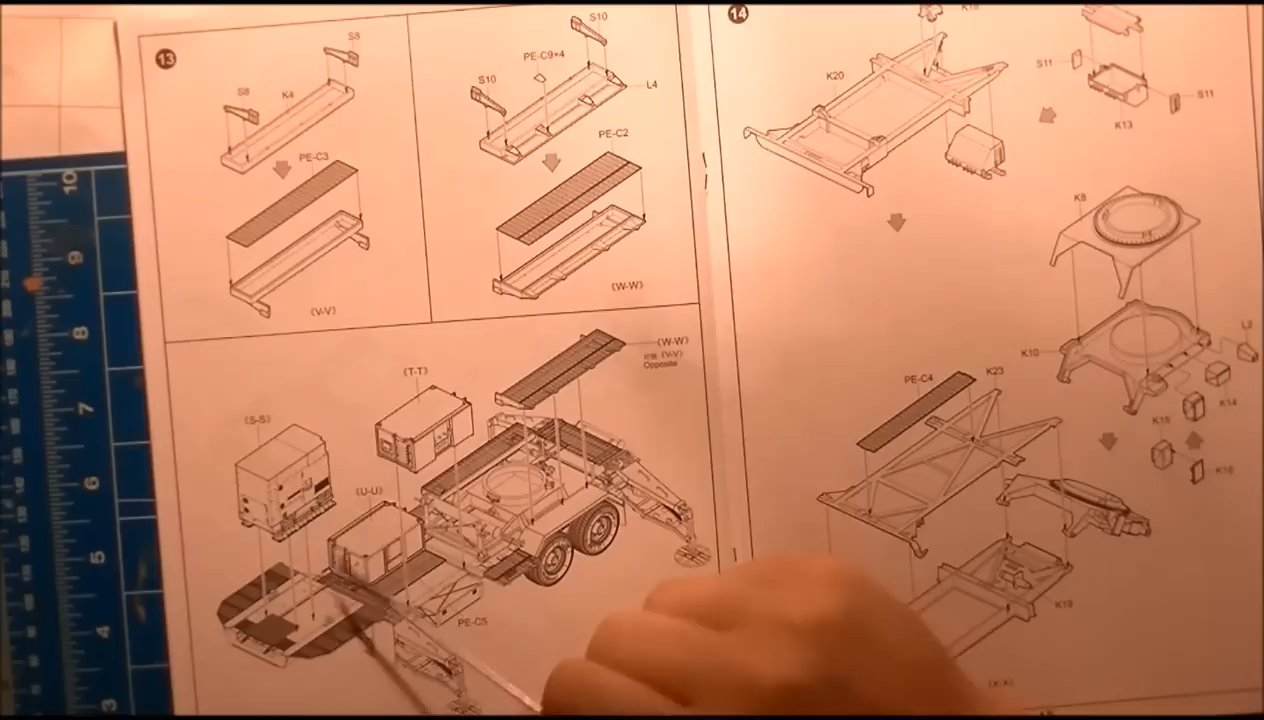 13
S8
S8
K4
PE-C3
(V-V)
S10
PE-C9*4
S10
L4
PE-C2
(W-W)
(W-W)
(V-V)
Opposite
(T-T)
(S-S)
(U-U)
PE-C5
14
K20
S11
S11
K13
K8
K10
L2
K14
PE-C4
K23
K19
10
9
8
7
6
5
4
3